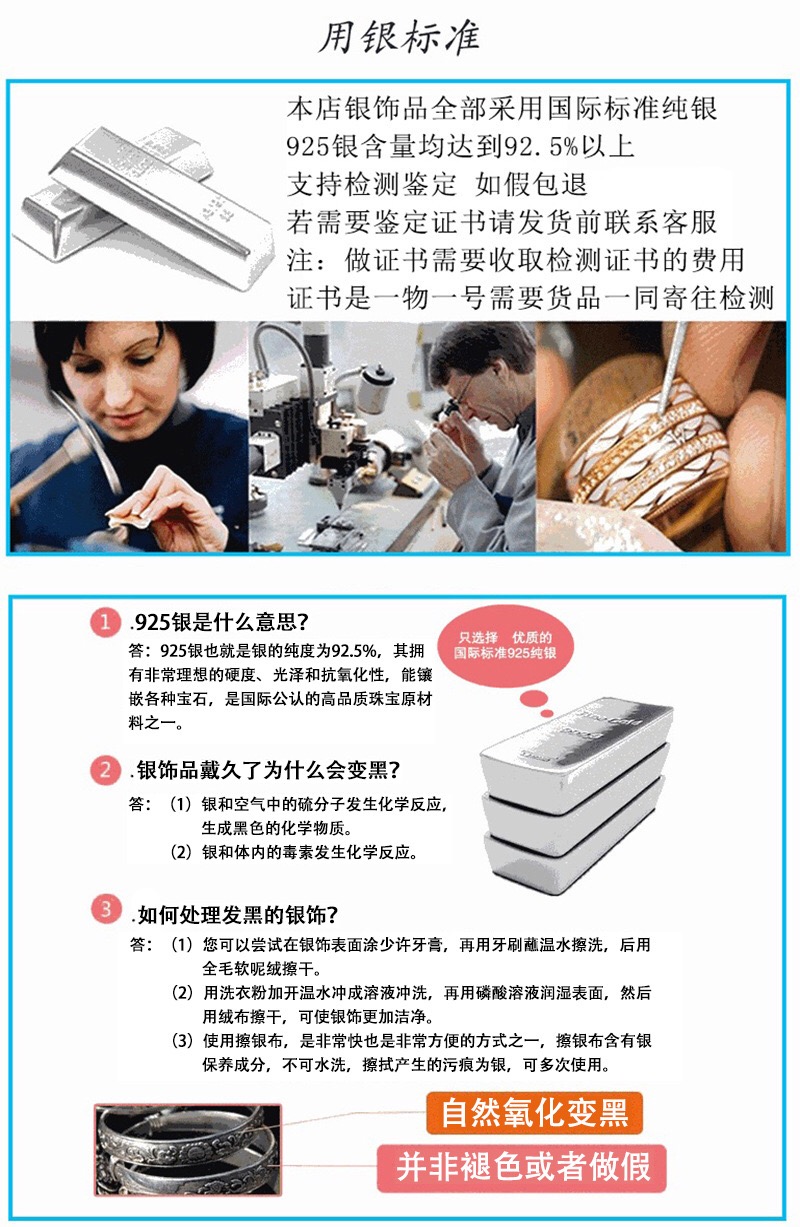 用银标准
本店银饰品全部采用国际标准纯银
925银含量均达到92.5%以上
支持检测鉴定 如假包退
若需要鉴定证书请发货前联系客服
注：做证书需要收取检测证书的费用
证书是一物一号需要货品一同寄往检测
1 .925银是什么意思？
答：925银也就是银的纯度为92.5%，其拥
有非常理想的硬度、光泽和抗氧化性，能镶
嵌各种宝石，是国际公认的高品质珠宝原材
料之一。
只选择 优质的
国际标准925纯银
2 .银饰品戴久了为什么会变黑？
答：（1）银和空气中的硫分子发生化学反应，
生成黑色的化学物质。
（2）银和体内的毒素发生化学反应。
3 .如何处理发黑的银饰？
答：（1）您可以尝试在银饰表面涂少许牙膏，再用牙刷蘸温水擦洗，后用
全毛软呢绒擦干。
（2）用洗衣粉加开温水冲成溶液冲洗，再用磷酸溶液润湿表面，然后
用绒布擦干，可使银饰更加洁净。
（3）使用擦银布，是非常快也是非常方便的方式之一，擦银布含有银
保养成分，不可水洗，擦拭产生的污痕为银，可多次使用。
自然氧化变黑
并非褪色或者做假